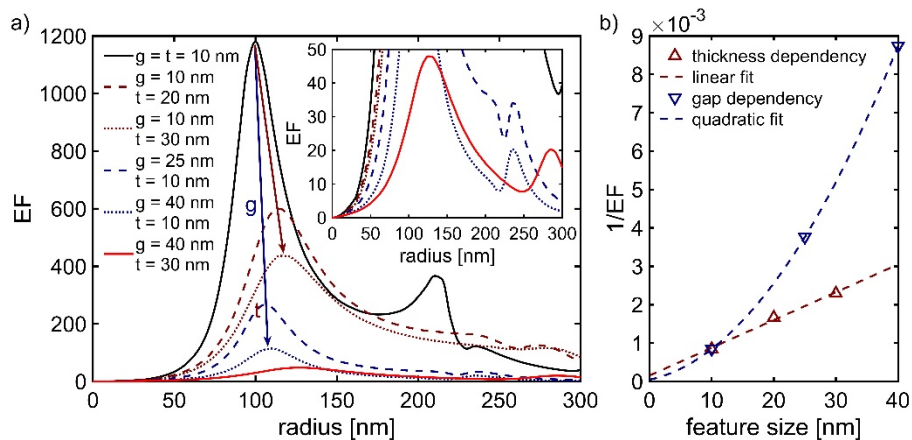 a)
1200
1000
800
600
400
200
0
EF
0 50 100 150 200 250 300
radius [nm]
g = t = 10 nm
g = 10 nm
t = 20 nm
g = 10 nm
t = 30 nm
g = 25 nm
t = 10 nm
g = 40 nm
t = 10 nm
g = 40 nm
t = 30 nm
g
t
50
40
30
20
10
0
EF
0 50 100 150 200 250 300
radius [nm]
b)
×10⁻³
9
8
7
6
5
4
3
2
1
0
1/EF
thickness dependency
linear fit
gap dependency
quadratic fit
0 10 20 30 40
feature size [nm]